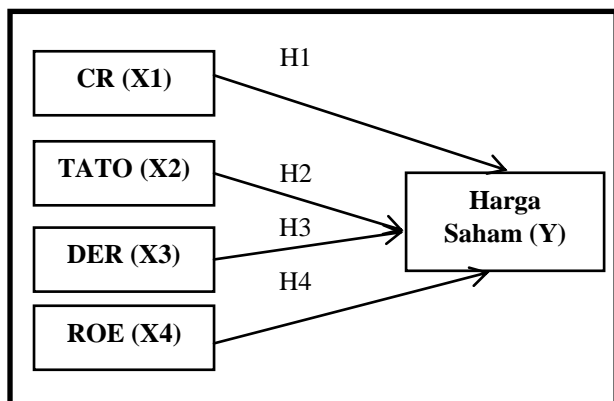 H1
CR (X1)
TATO (X2)
H2
Harga
Saham (Y)
H3
DER (X3)
H4
ROE (X4)